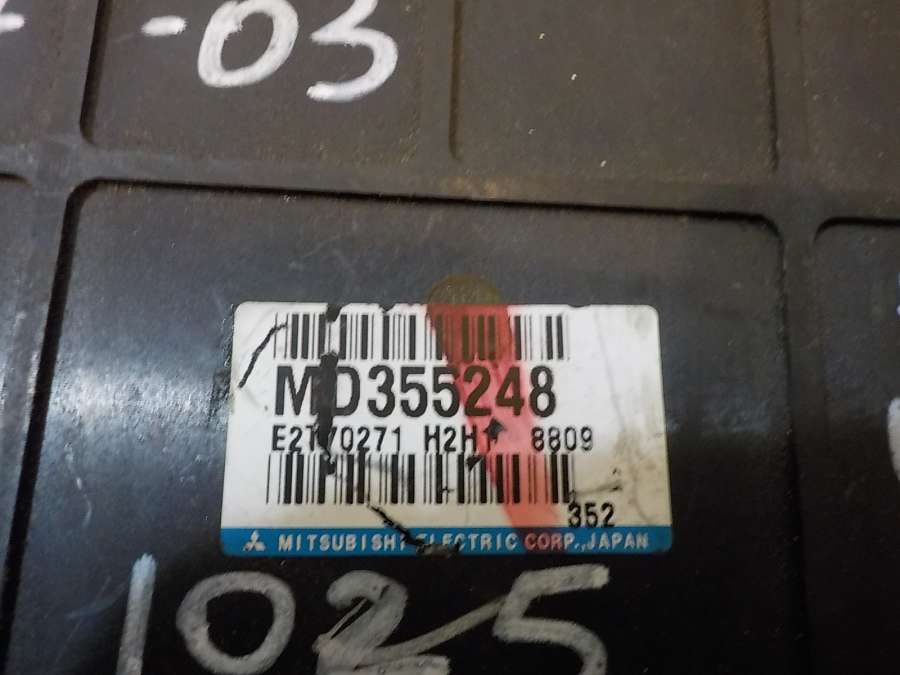 -03
MD355248
E2T70271 H2H1 8809
352
MITSUBISHI ELECTRIC CORP., JAPAN
1025